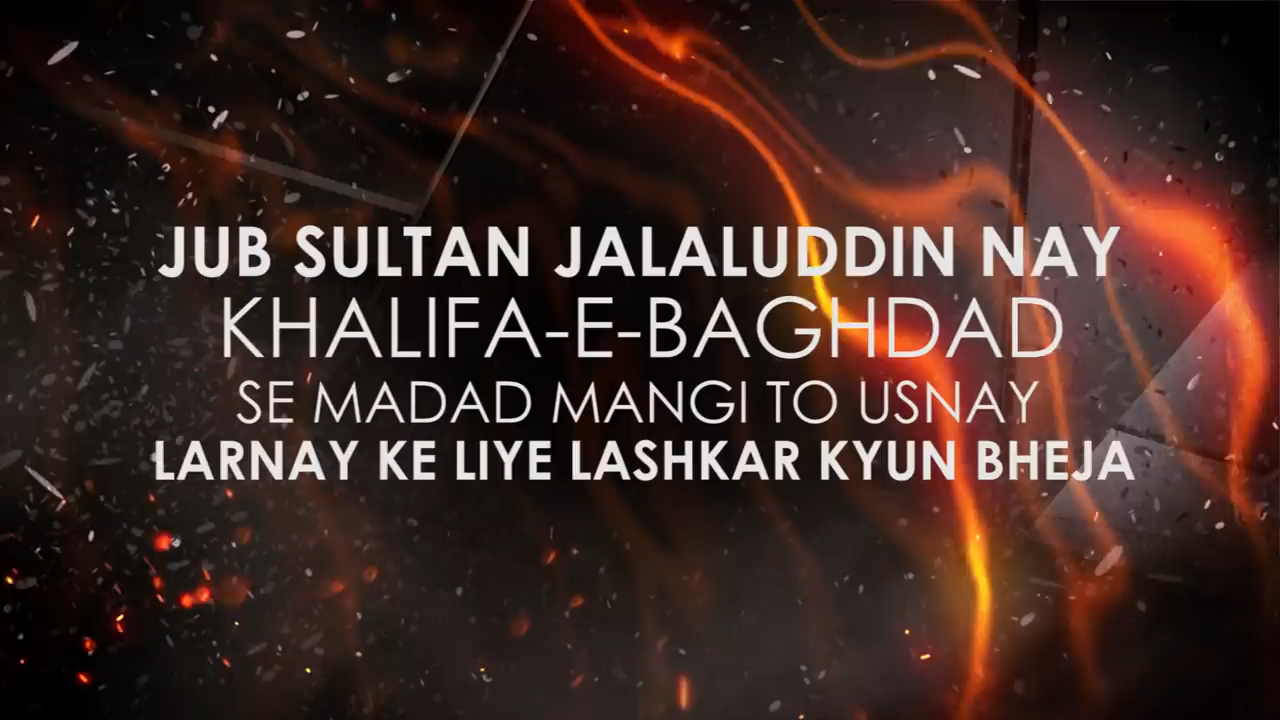 JUB SULTAN JALALUDDIN NAY
KHALIFA-E-BAGHDAD
SE MADAD MANGI TO USNAY
LARNAY KE LIYE LASHKAR KYUN BHEJA